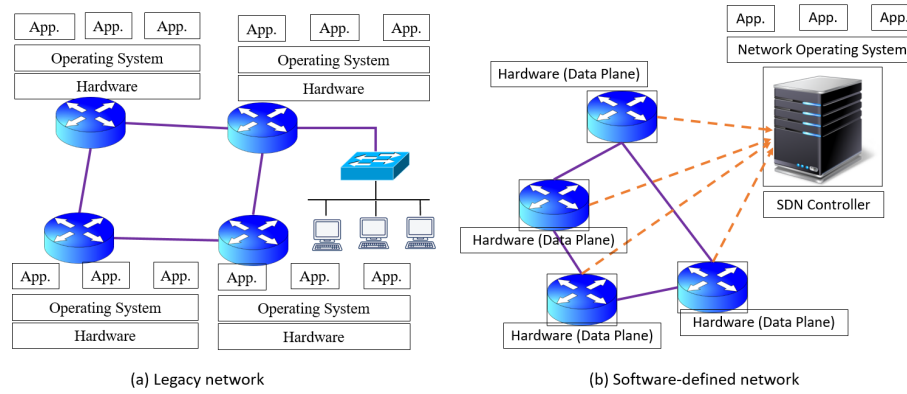 App. App. App.
Operating System
Hardware
App. App. App.
Operating System
Hardware
App. App. App.
Operating System
Hardware
App. App. App.
Operating System
Hardware
(a) Legacy network
App. App. App.
Network Operating System
Hardware (Data Plane)
SDN Controller
Hardware (Data Plane)
Hardware (Data Plane)
Hardware (Data Plane)
(b) Software-defined network